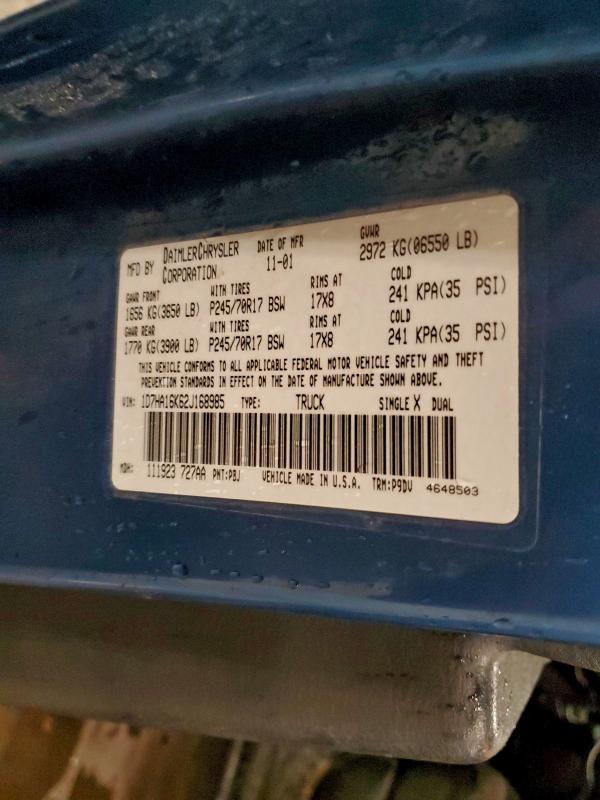 MFD BY DAIMLERCHRYSLER CORPORATION DATE OF MFR 11-01 GVWR 2972 KG(06550 LB)
GAWR FRONT WITH TIRES RIMS AT COLD
1656 KG(3650 LB) P245/70R17 BSW 17X8 241 KPA(35 PSI)
GAWR REAR WITH TIRES RIMS AT COLD
1770 KG(3900 LB) P245/70R17 BSW 17X8 241 KPA(35 PSI)
THIS VEHICLE CONFORMS TO ALL APPLICABLE FEDERAL MOTOR VEHICLE SAFETY AND THEFT
PREVENTION STANDARDS IN EFFECT ON THE DATE OF MANUFACTURE SHOWN ABOVE.
VIN: 1D7HA16K62J168985 TYPE: TRUCK SINGLE X DUAL
MDH: 111923 727AA PNT:PBJ VEHICLE MADE IN U.S.A. TRM:P9DV 4648503